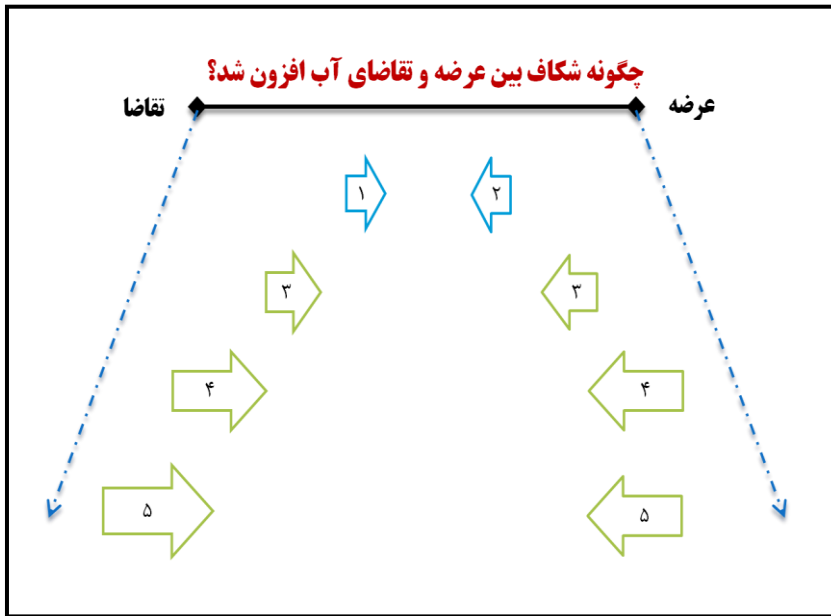 چگونه شکاف بین عرضه و تقاضای آب افزون شد؟
عرضه
تقاضا
۲
۱
۳
۳
۴
۴
۵
۵